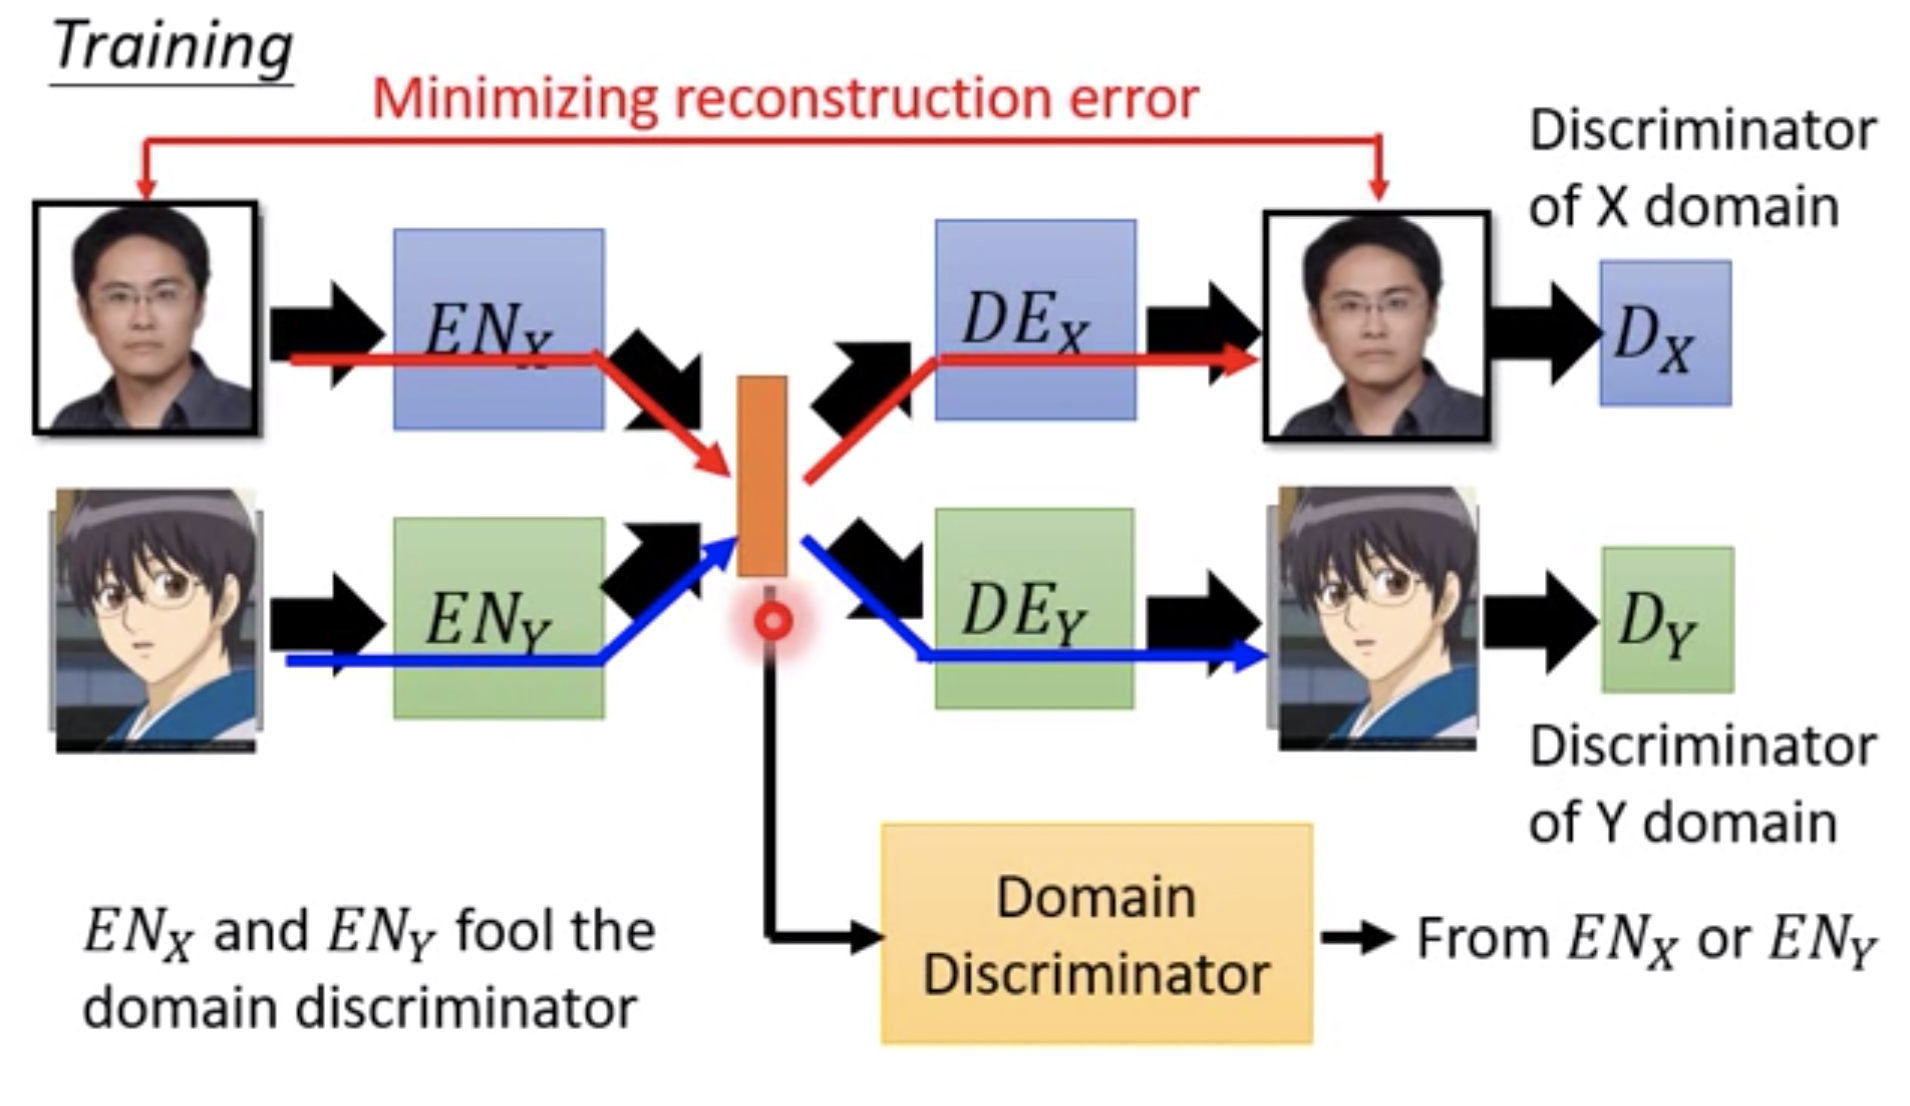 Training
Minimizing reconstruction error
Discriminator
of X domain
EN_X
DE_X
D_X
EN_Y
DE_Y
D_Y
Discriminator
of Y domain
EN_X and EN_Y fool the
domain discriminator
Domain
Discriminator
From EN_X or EN_Y